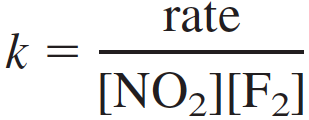 k = rate / [NO₂][F₂]